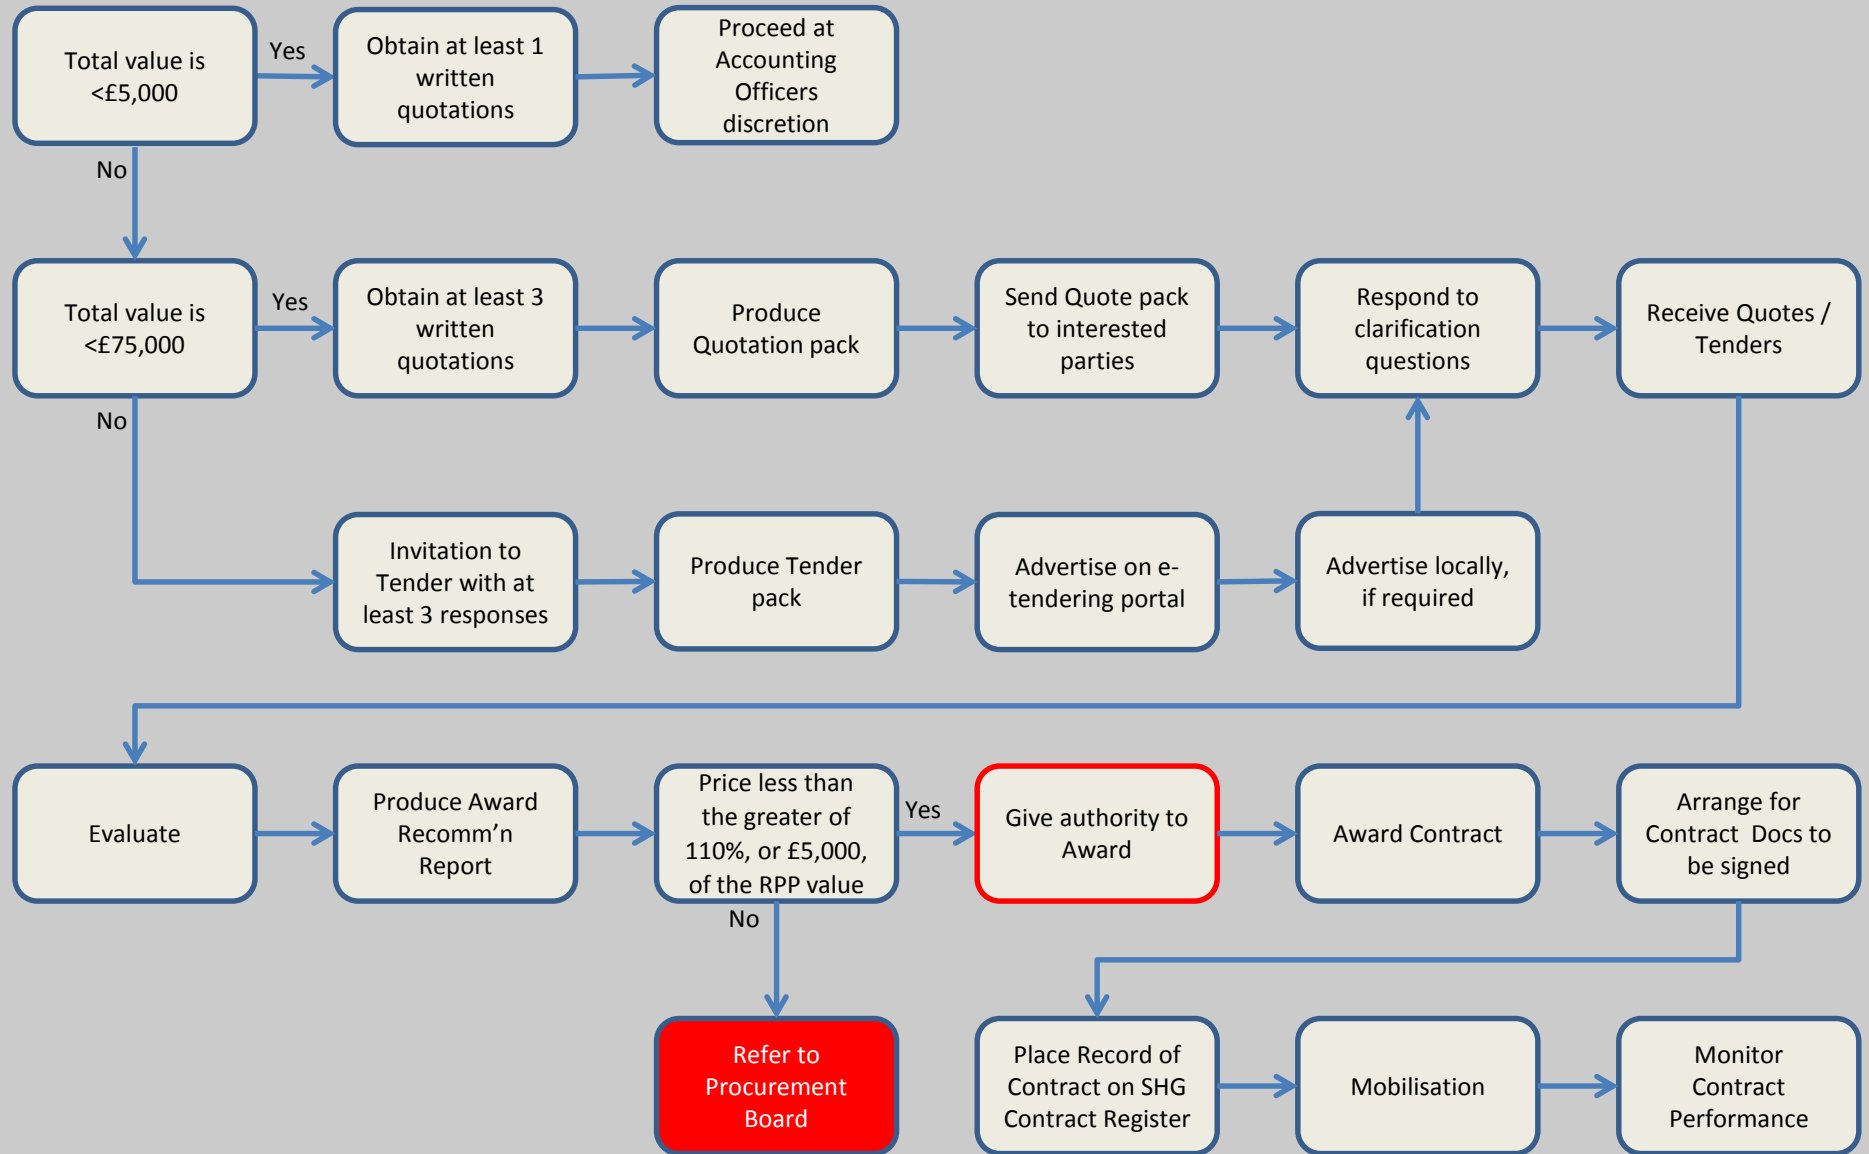 Total value is
<£5,000
Yes
Obtain at least 1
written
quotations
Proceed at
Accounting
Officers
discretion
No
Total value is
<£75,000
Yes
Obtain at least 3
written
quotations
Produce
Quotation pack
Send Quote pack
to interested
parties
Respond to
clarification
questions
Receive Quotes /
Tenders
No
Invitation to
Tender with at
least 3 responses
Produce Tender
pack
Advertise on e-
tendering portal
Advertise locally,
if required
Evaluate
Produce Award
Recomm’n
Report
Price less than
the greater of
110%, or £5,000,
of the RPP value
Yes
Give authority to
Award
Award Contract
Arrange for
Contract Docs to
be signed
No
Refer to
Procurement
Board
Place Record of
Contract on SHG
Contract Register
Mobilisation
Monitor
Contract
Performance